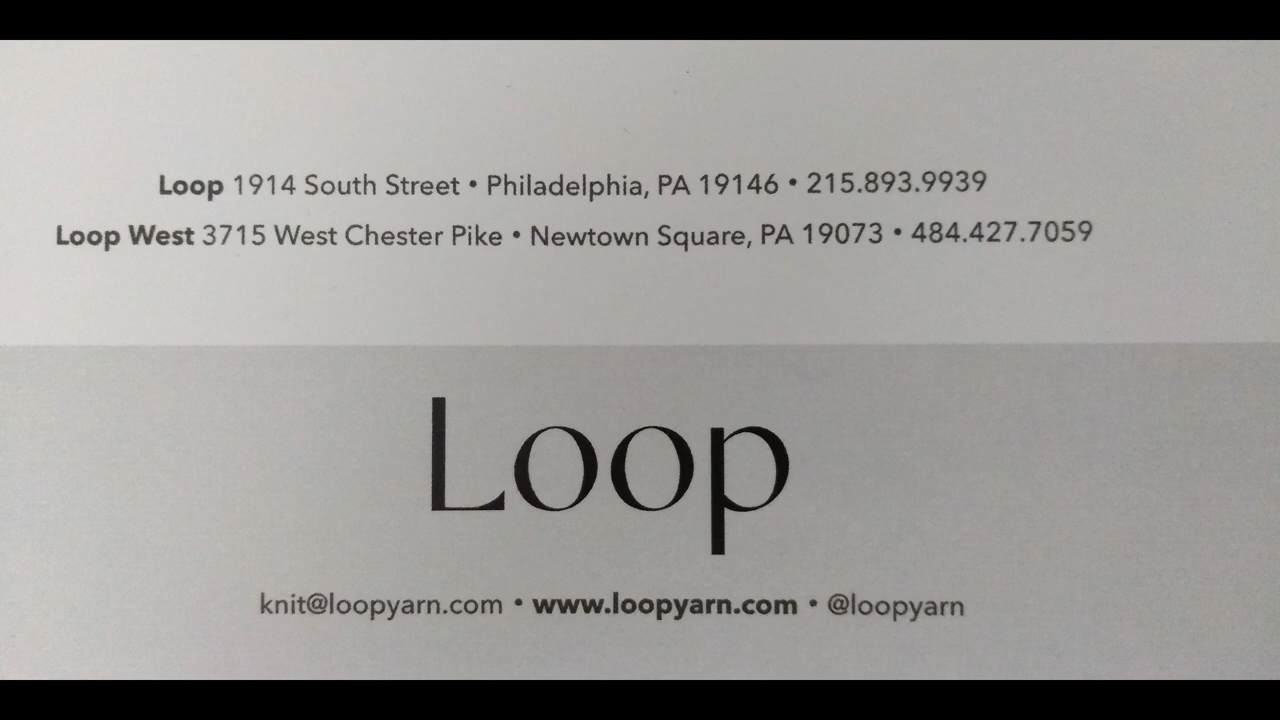 Loop 1914 South Street • Philadelphia, PA 19146 • 215.893.9939
Loop West 3715 West Chester Pike • Newtown Square, PA 19073 • 484.427.7059
Loop
knit@loopyarn.com • www.loopyarn.com • @loopyarn